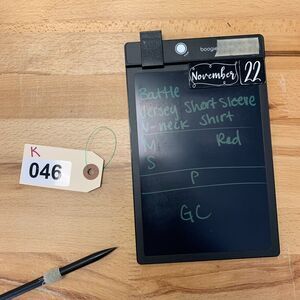 boogie
November 22
Battle
Jersey Short Sleeve
V-neck Shirt
M Red
S
P
GC
K
046